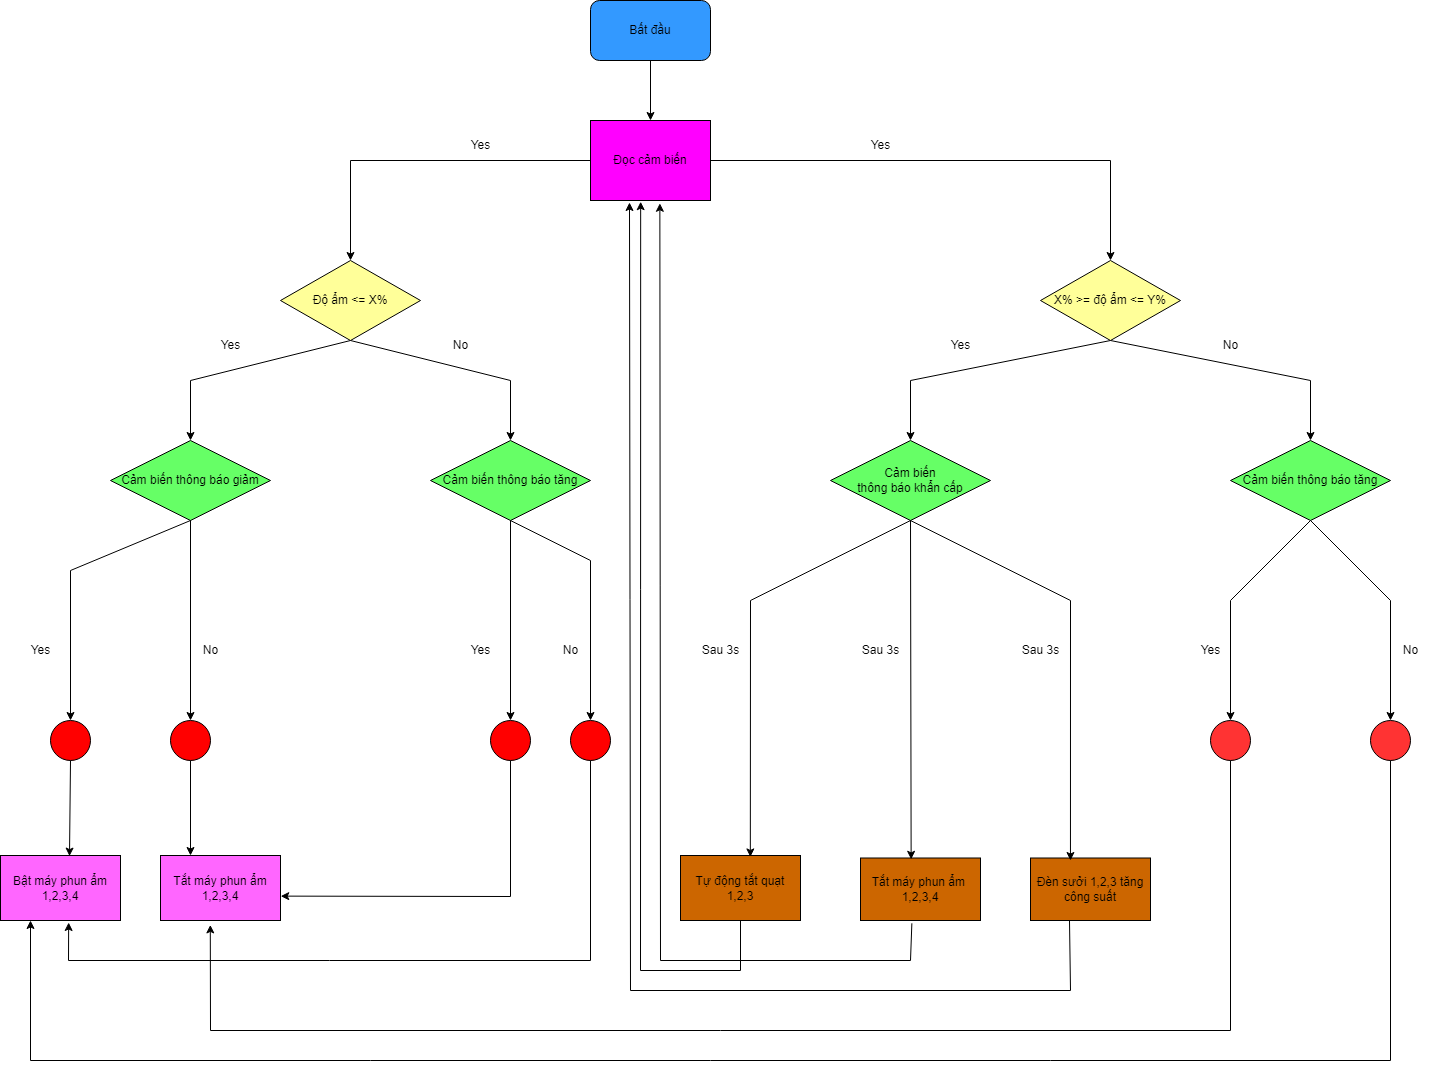 Bắt đầu
Đọc cảm biến
Yes
Yes
Độ ẩm <= X%
X% >= độ ẩm <= Y%
Yes
No
Yes
No
Cảm biến thông báo giảm
Cảm biến thông báo tăng
Cảm biến
thông báo khẩn cấp
Cảm biến thông báo tăng
Yes
No
Yes
No
Sau 3s
Sau 3s
Sau 3s
Yes
No
Bật máy phun ẩm
1,2,3,4
Tắt máy phun ẩm
1,2,3,4
Tự động tắt quạt
1,2,3
Tắt máy phun ẩm
1,2,3,4
Đèn sưởi 1,2,3 tăng
công suất